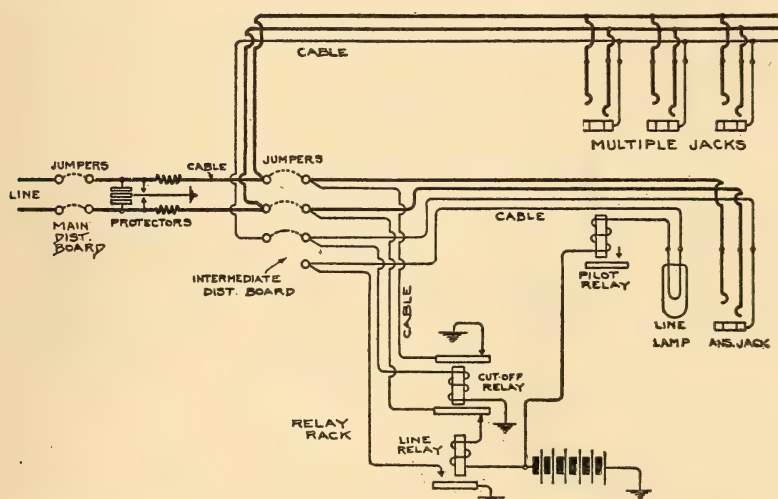 CABLE
MULTIPLE JACKS
JUMPERS
CABLE
JUMPERS
LINE
MAIN
DIST.
BOARD
PROTECTORS
CABLE
INTERMEDIATE
DIST. BOARD
CABLE
PILOT
RELAY
LINE
LAMP
ANS. JACK
CUT-OFF
RELAY
RELAY
RACK
LINE
RELAY